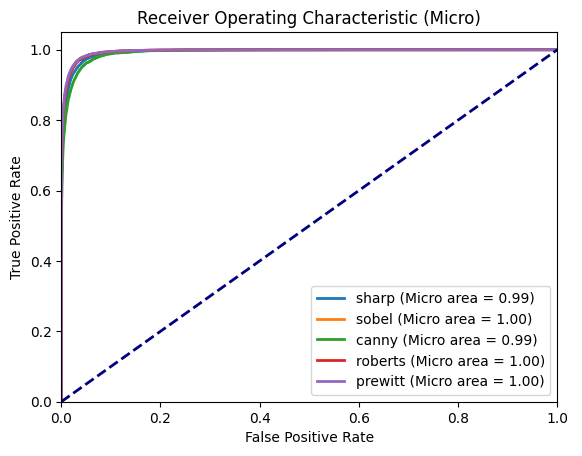 Receiver Operating Characteristic (Micro)
True Positive Rate
1.0
0.8
0.6
0.4
0.2
0.0
sharp (Micro area = 0.99)
sobel (Micro area = 1.00)
canny (Micro area = 0.99)
roberts (Micro area = 1.00)
prewitt (Micro area = 1.00)
0.0 0.2 0.4 0.6 0.8 1.0
False Positive Rate